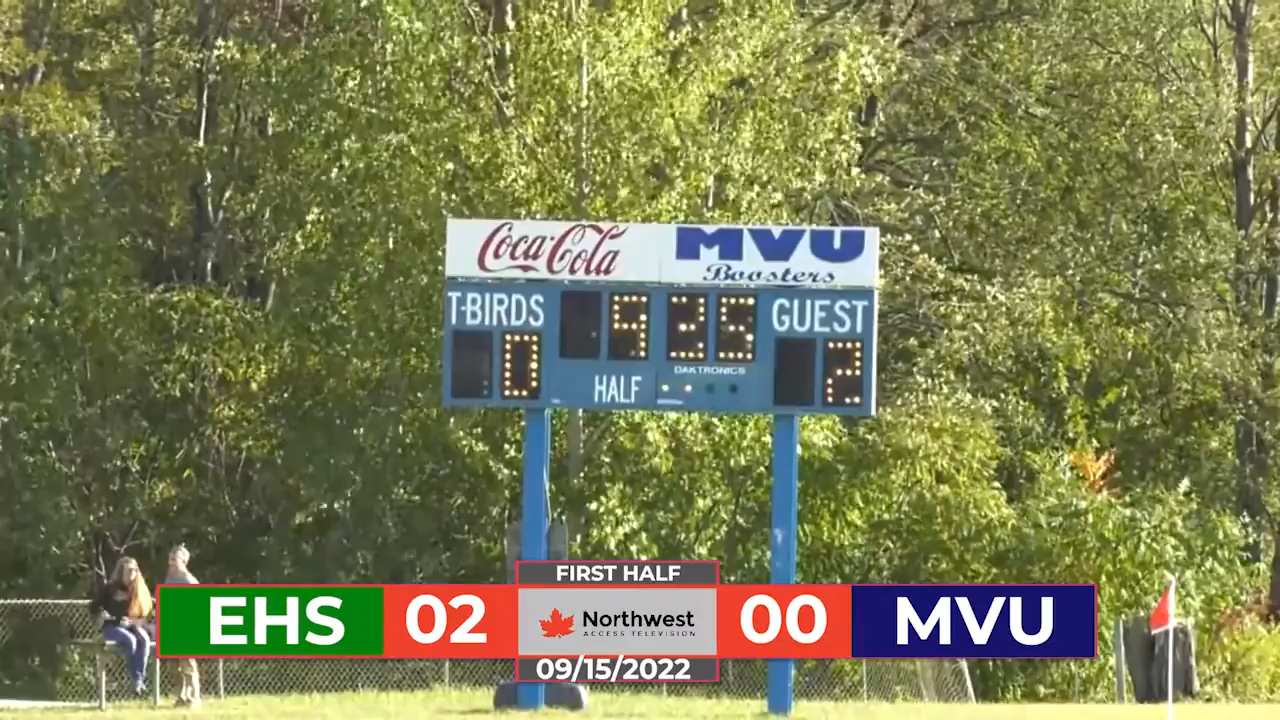 Coca-Cola
MVU
Boosters
T-BIRDS
9 25
GUEST
0
HALF
DAKTRONICS
2
FIRST HALF
EHS 02
Northwest
ACCESS TELEVISION
00 MVU
09/15/2022